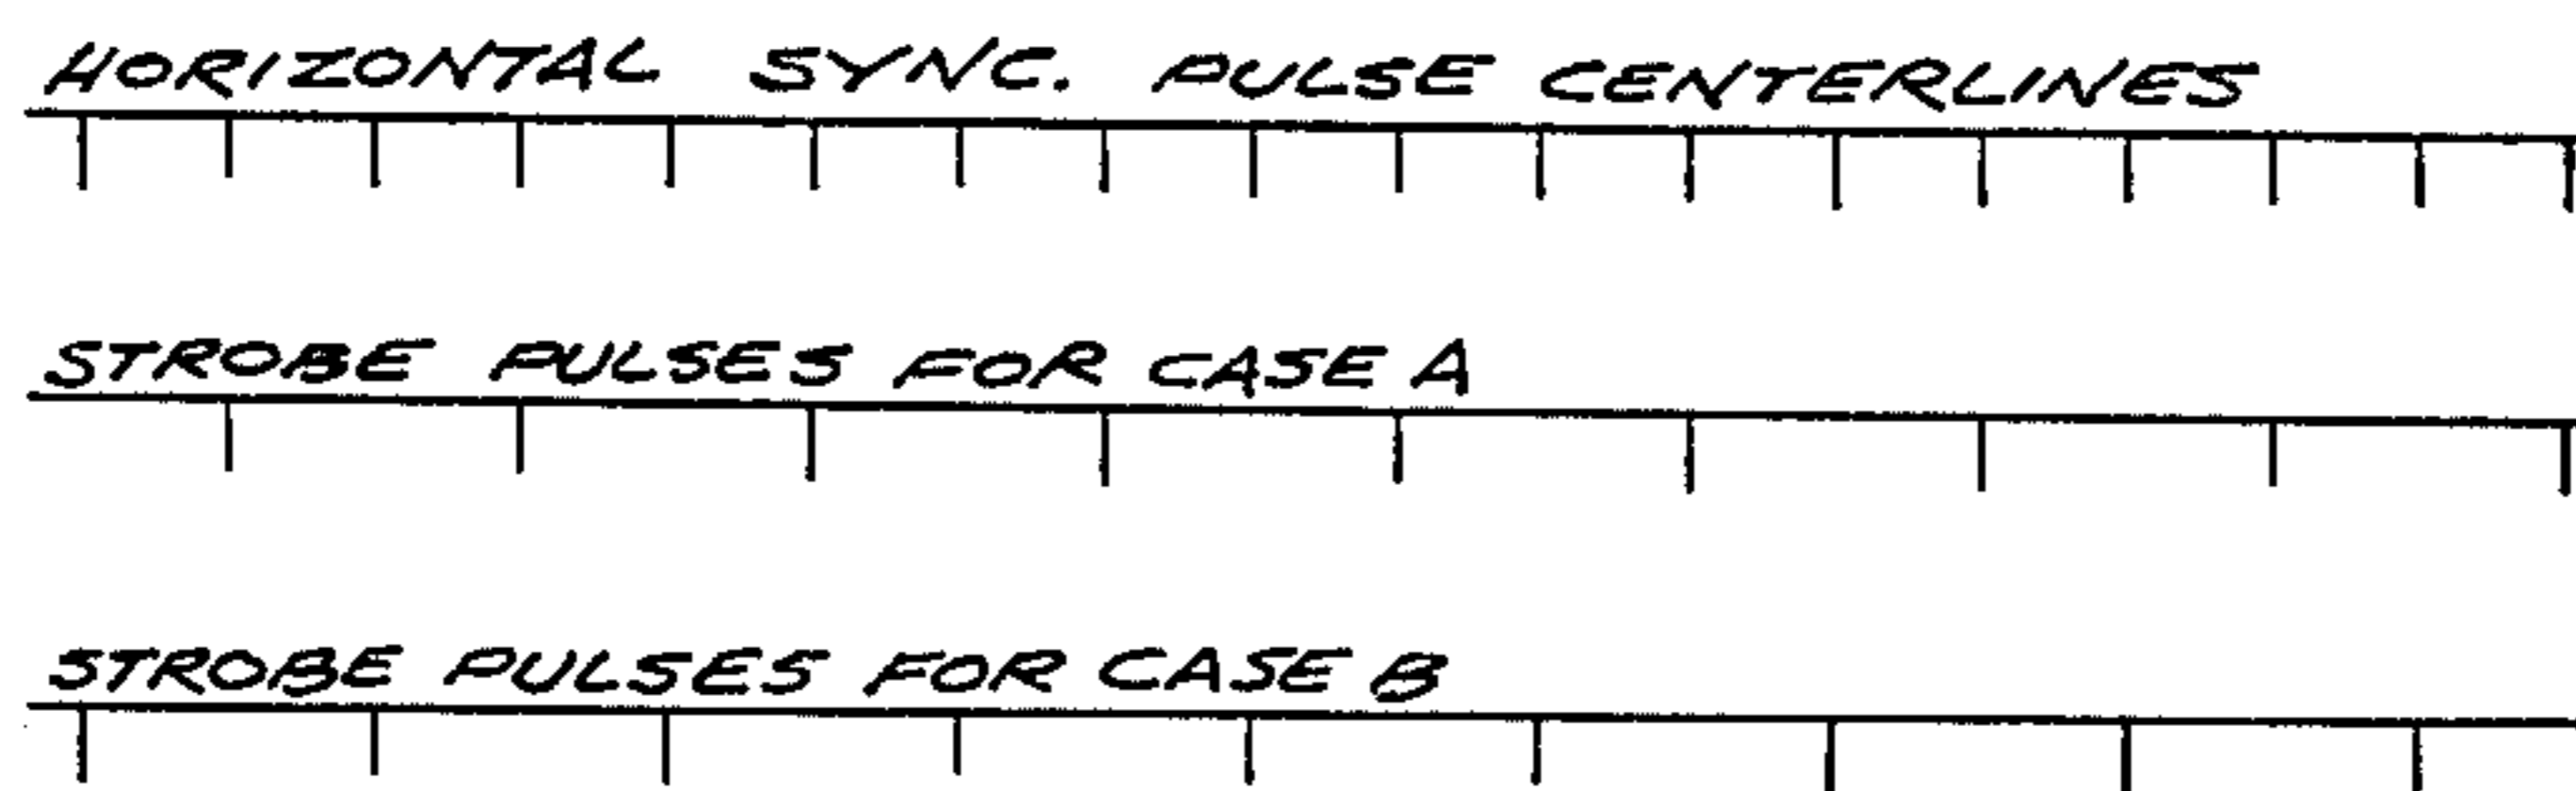 HORIZONTAL SYNC. PULSE CENTERLINES
STROBE PULSES FOR CASE A
STROBE PULSES FOR CASE B